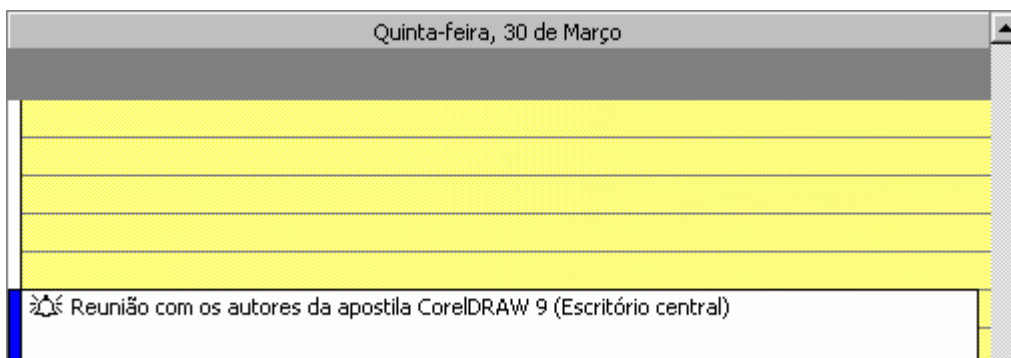 Quinta-feira, 30 de Março
Reunião com os autores da apostila CorelDRAW 9 (Escritório central)